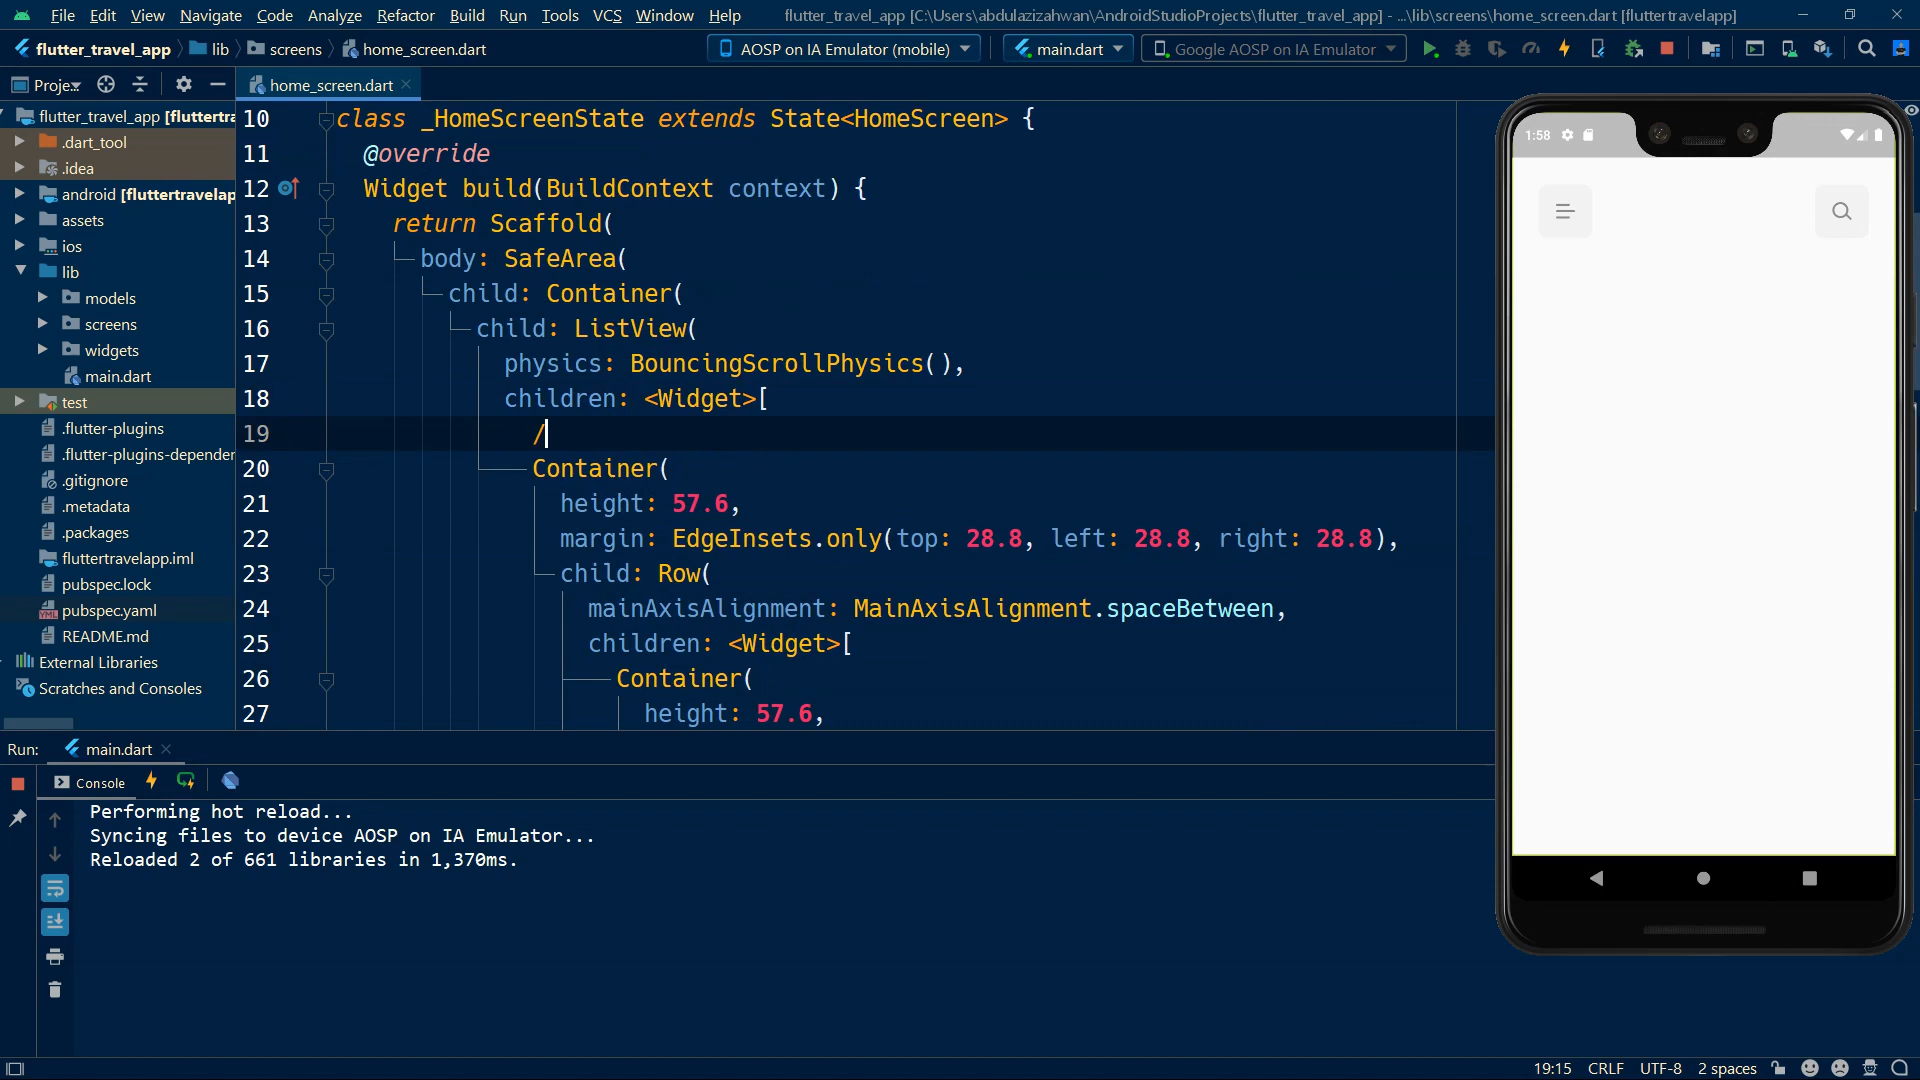 File Edit View Navigate Code Analyze Refactor Build Run Tools VCS Window Help flutter_travel_app [C:\Users\abdulazizahwan\AndroidStudioProjects\flutter_travel_app] - ...\lib\screens\home_screen.dart [fluttertravelapp]
flutter_travel_app lib screens home_screen.dart AOSP on IA Emulator (mobile) main.dart Google AOSP on IA Emulator
Proje...
home_screen.dart
flutter_travel_app [fluttertra
.dart_tool
.idea
android [fluttertravelap
assets
ios
lib
models
screens
widgets
main.dart
test
.flutter-plugins
.flutter-plugins-depender
.gitignore
.metadata
.packages
fluttertravelapp.iml
pubspec.lock
pubspec.yaml
README.md
External Libraries
Scratches and Consoles
10 class _HomeScreenState extends State<HomeScreen> {
11 @override
12 Widget build(BuildContext context) {
13 return Scaffold(
14 body: SafeArea(
15 child: Container(
16 child: ListView(
17 physics: BouncingScrollPhysics(),
18 children: <Widget>[
19 /
20 Container(
21 height: 57.6,
22 margin: EdgeInsets.only(top: 28.8, left: 28.8, right: 28.8),
23 child: Row(
24 mainAxisAlignment: MainAxisAlignment.spaceBetween,
25 children: <Widget>[
26 Container(
27 height: 57.6,
1:58
Run: main.dart
Console
Performing hot reload...
Syncing files to device AOSP on IA Emulator...
Reloaded 2 of 661 libraries in 1,370ms.
19:15 CRLF UTF-8 2 spaces